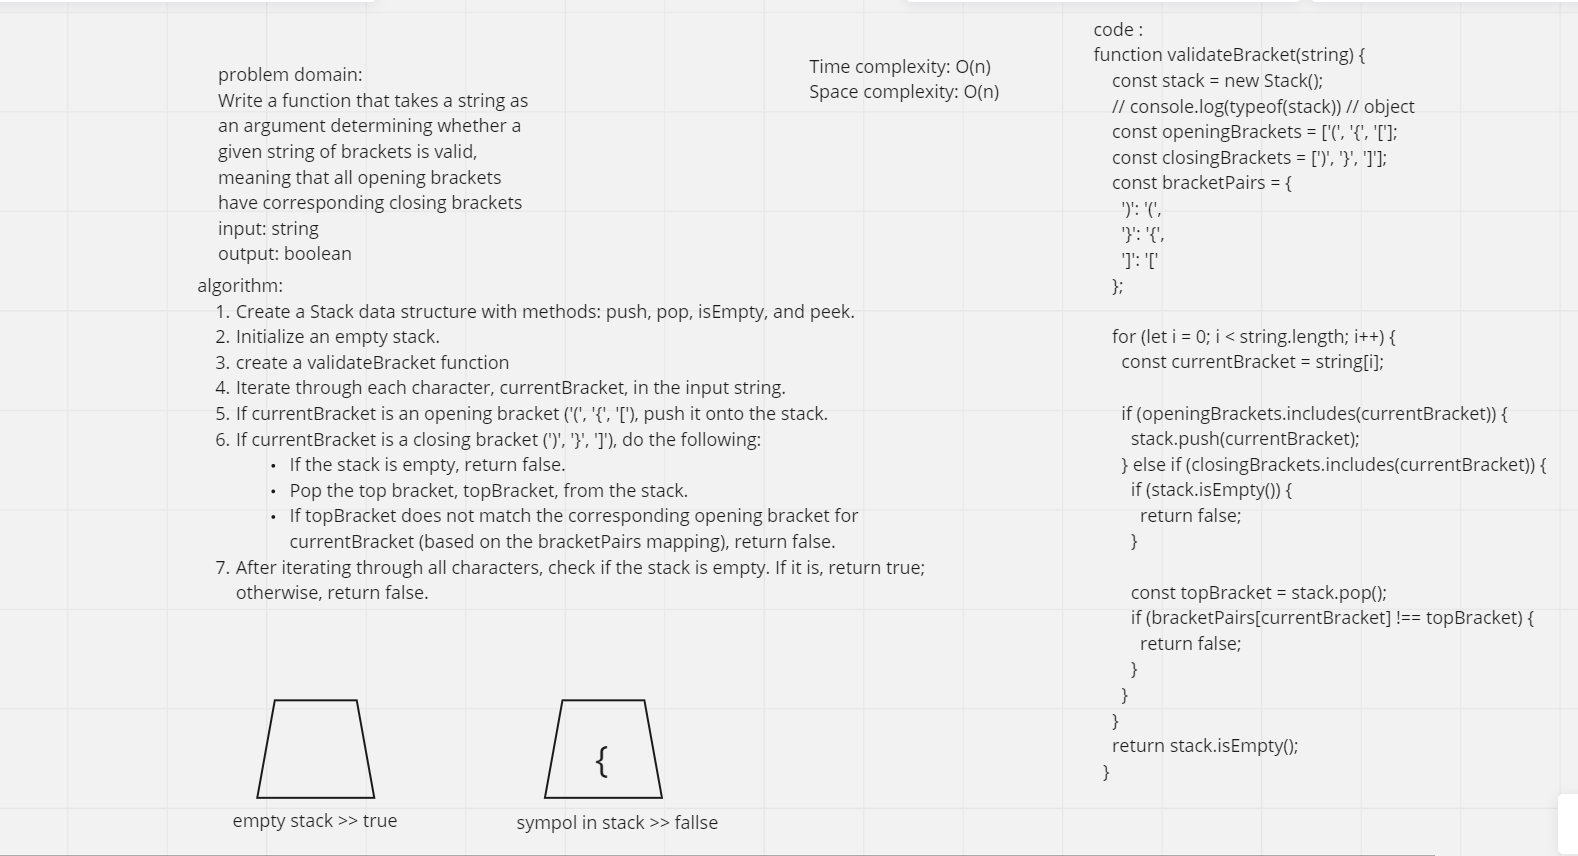 problem domain:
Write a function that takes a string as
an argument determining whether a
given string of brackets is valid,
meaning that all opening brackets
have corresponding closing brackets
input: string
output: boolean
algorithm:
1. Create a Stack data structure with methods: push, pop, isEmpty, and peek.
2. Initialize an empty stack.
3. create a validateBracket function
4. Iterate through each character, currentBracket, in the input string.
5. If currentBracket is an opening bracket ('(', '{', '['), push it onto the stack.
6. If currentBracket is a closing bracket (')', '}', ']'), do the following:
• If the stack is empty, return false.
• Pop the top bracket, topBracket, from the stack.
• If topBracket does not match the corresponding opening bracket for
currentBracket (based on the bracketPairs mapping), return false.
7. After iterating through all characters, check if the stack is empty. If it is, return true;
otherwise, return false.
{
empty stack >> true
sympol in stack >> fallse
Time complexity: O(n)
Space complexity: O(n)
code :
function validateBracket(string) {
const stack = new Stack();
// console.log(typeof(stack)) // object
const openingBrackets = ['(', '{', '['];
const closingBrackets = [')', '}', ']'];
const bracketPairs = {
')': '(',
'}': '{',
']': '['
};
for (let i = 0; i < string.length; i++) {
const currentBracket = string[i];
if (openingBrackets.includes(currentBracket)) {
stack.push(currentBracket);
} else if (closingBrackets.includes(currentBracket)) {
if (stack.isEmpty()) {
return false;
}
const topBracket = stack.pop();
if (bracketPairs[currentBracket] !== topBracket) {
return false;
}
}
}
return stack.isEmpty();
}